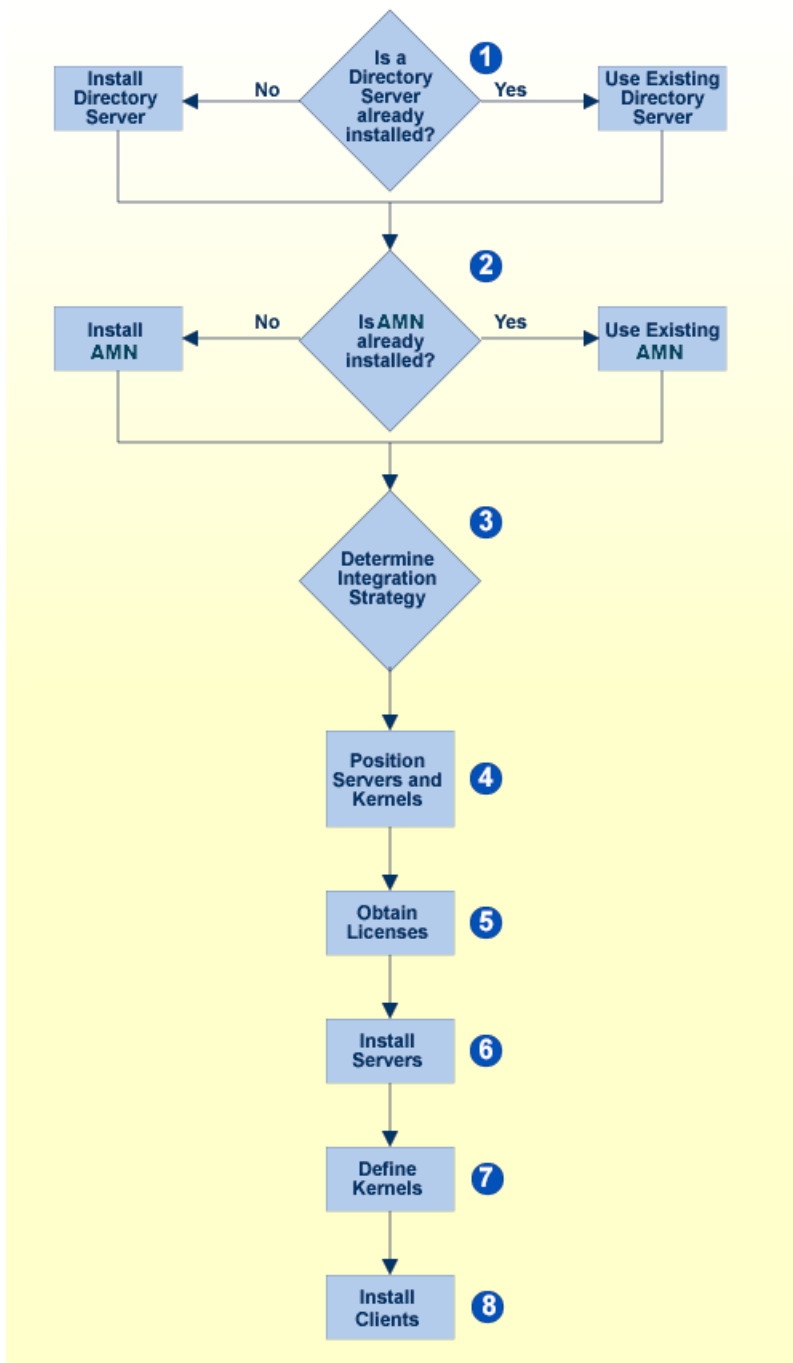 1
Is a
Directory
Server
already
installed?
No
Yes
Install
Directory
Server
Use Existing
Directory
Server
2
Is AMN
already
installed?
No
Yes
Install
AMN
Use Existing
AMN
3
Determine
Integration
Strategy
Position
Servers and
Kernels
4
Obtain
Licenses
5
Install
Servers
6
Define
Kernels
7
Install
Clients
8